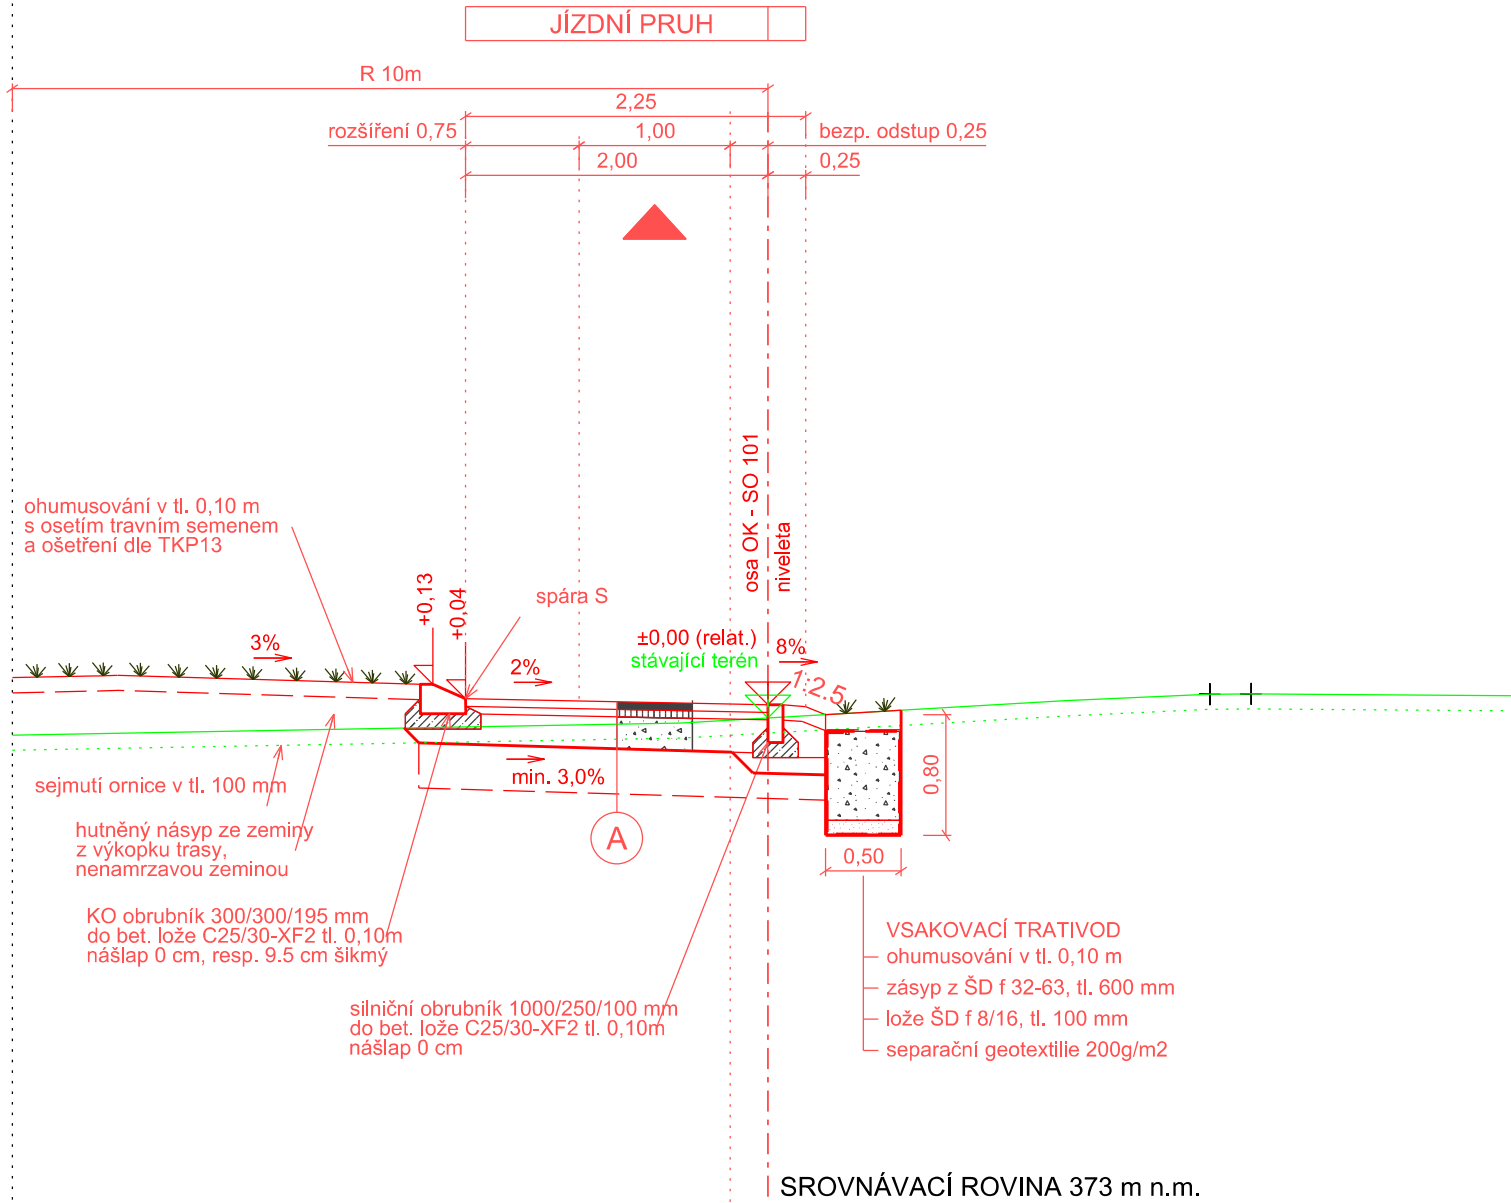 JÍZDNÍ PRUH
R 10m
2,25
rozšíření 0,75
1,00
bezp. odstup 0,25
2,00
0,25
osa OK - SO 101
niveleta
ohumusování v tl. 0,10 m
s osetím travním semenem
a ošetření dle TKP13
+0,13
+0,04
spára S
3%
2%
±0,00 (relat.)
stávající terén
8%
1:2.5
min. 3,0%
sejmutí ornice v tl. 100 mm
A
0,80
0,50
hutněný násyp ze zeminy
z výkopku trasy,
nenamrzavou zeminou
KO obrubník 300/300/195 mm
do bet. lože C25/30-XF2 tl. 0,10m
nášlap 0 cm, resp. 9.5 cm šikmý
silniční obrubník 1000/250/100 mm
do bet. lože C25/30-XF2 tl. 0,10m
nášlap 0 cm
VSAKOVACÍ TRATIVOD
ohumusování v tl. 0,10 m
zásyp z ŠD f 32-63, tl. 600 mm
lože ŠD f 8/16, tl. 100 mm
separační geotextilie 200g/m2
SROVNÁVACÍ ROVINA 373 m n.m.